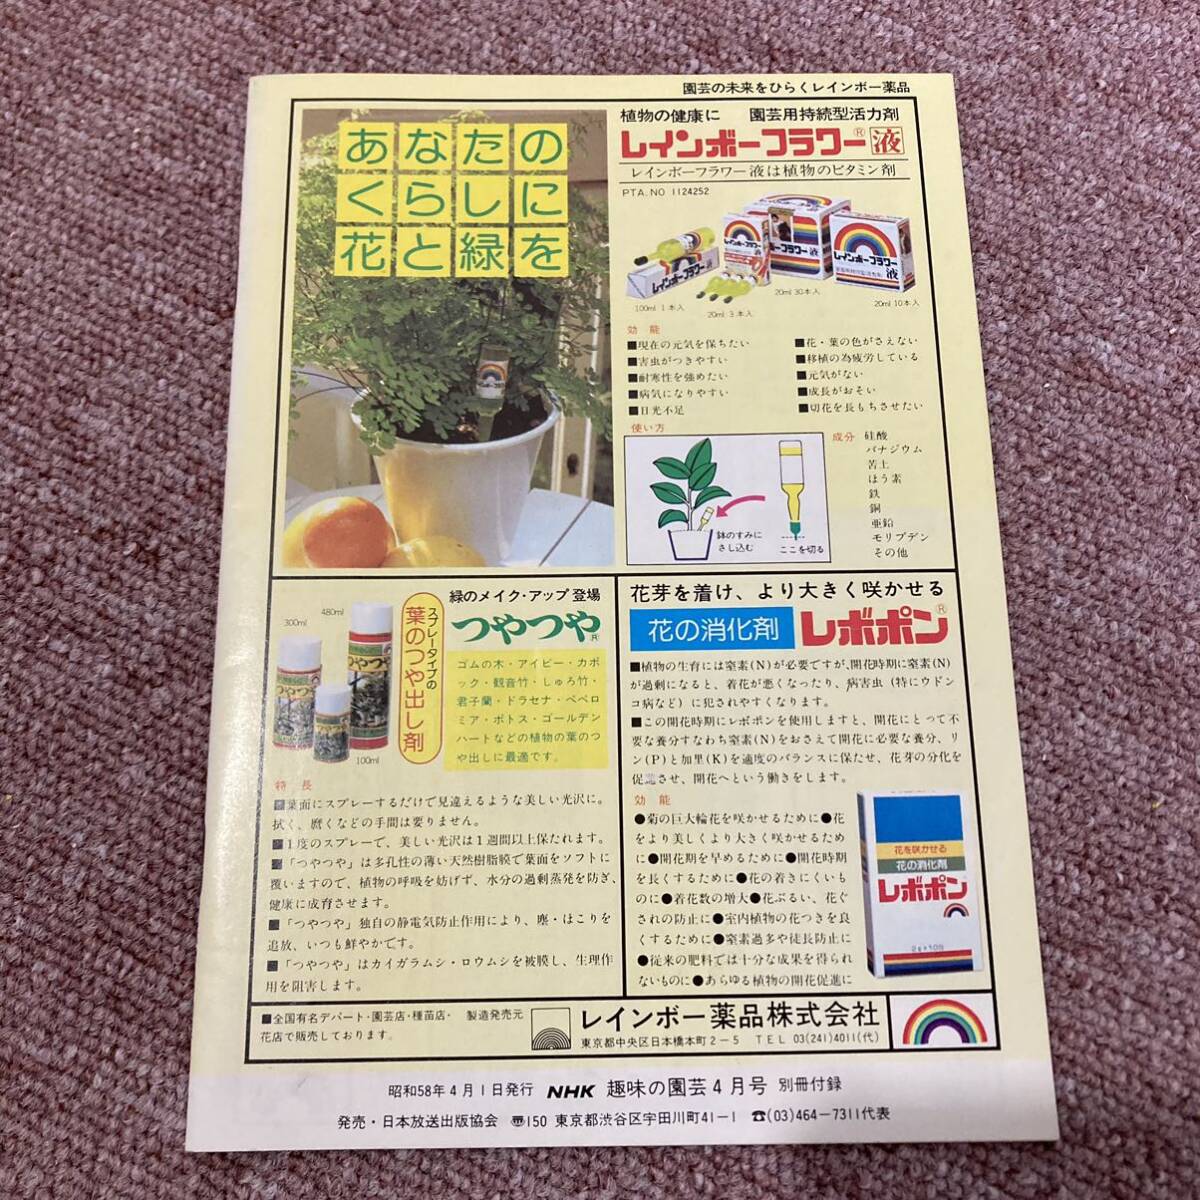 園芸の未来をひらくレインボー薬品
あなたの
くらしに
花と緑を
植物の健康に 園芸用持続型活力剤
レインボーフラワー® 液
レインボーフラワー液は植物のビタミン剤
PTA. NO 1124252
レインボーフラワー 液
レインボーフラワー
液
100ml 1本入
20ml 3本入
20ml 30本入
20ml 10本入
効能
■現在の元気を保ちたい
■害虫がつきやすい
■耐寒性を強めたい
■病気になりやすい
■日光不足
■花・葉の色がさえない
■移植の為疲労している
■元気がない
■成長がおそい
■切花を長もちさせたい
使い方
鉢のすみに
さし込む
ここを切る
成分 硅酸
バナジウム
苦土
ほう素
鉄
銅
亜鉛
モリブデン
その他
緑のメイク・アップ登場
つやつや®
スプレータイプの
葉のつや出し剤
300ml
480ml
100ml
つやつや
つやつや
つやつや
ゴムの木・アイビー・カポ
ック・観音竹・しゅろ竹・
君子蘭・ドラセナ・ペペロ
ミア・ポトス・ゴールデン
ハートなどの植物の葉のつ
や出しに最適です。
特長
■葉面にスプレーするだけで見違えるような美しい光沢に。
拭く、磨くなどの手間は要りません。
■1度のスプレーで、美しい光沢は1週間以上保たれます。
■「つやつや」は多孔性の薄い天然樹脂膜で葉面をソフトに
覆いますので、植物の呼吸を妨げず、水分の過剰蒸発を防ぎ、
健康に成育させます。
■「つやつや」独自の静電気防止作用により、塵・ほこりを
追放、いつも鮮やかです。
■「つやつや」はカイガラムシ・ロウムシを被膜し、生理作
用を阻害します。
花芽を着け、より大きく咲かせる
花の消化剤 レボポン®
■植物の生育には窒素(N)が必要ですが、開花時期に窒素(N)
が過剰になると、着花が悪くなったり、病害虫(特にウドン
コ病など)に犯されやすくなります。
■この開花時期にレボポンを使用しますと、開花にとって不
要な養分すなわち窒素(N)をおさえて開花に必要な養分、リ
ン(P)と加里(K)を適度のバランスに保たせ、花芽の分化を
促進させ、開花へという働きをします。
効能
●菊の巨大輪花を咲かせるために●花
をより美しくより大きく咲かせるため
に●開花期を早めるために●開花時期
を長くするために●花の着きにくいも
のに●着花数の増大●花ぶるい、花ぐ
されの防止に●室内植物の花つきを良
くするために●窒素過多や徒長防止に
●従来の肥料では十分な成果を得られ
ないものに●あらゆる植物の開花促進に
花を咲かせる
花の消化剤
レボポン
2g×10包
■全国有名デパート・園芸店・種苗店・
花店で販売しております。
製造発売元
レインボー薬品株式会社
東京都中央区日本橋本町2-5 TEL 03(241)4011(代)
昭和58年4月1日発行 NHK 趣味の園芸4月号 別冊付録
発売・日本放送出版協会 〒150 東京都渋谷区宇田川町41-1 ☎(03)464-7311代表